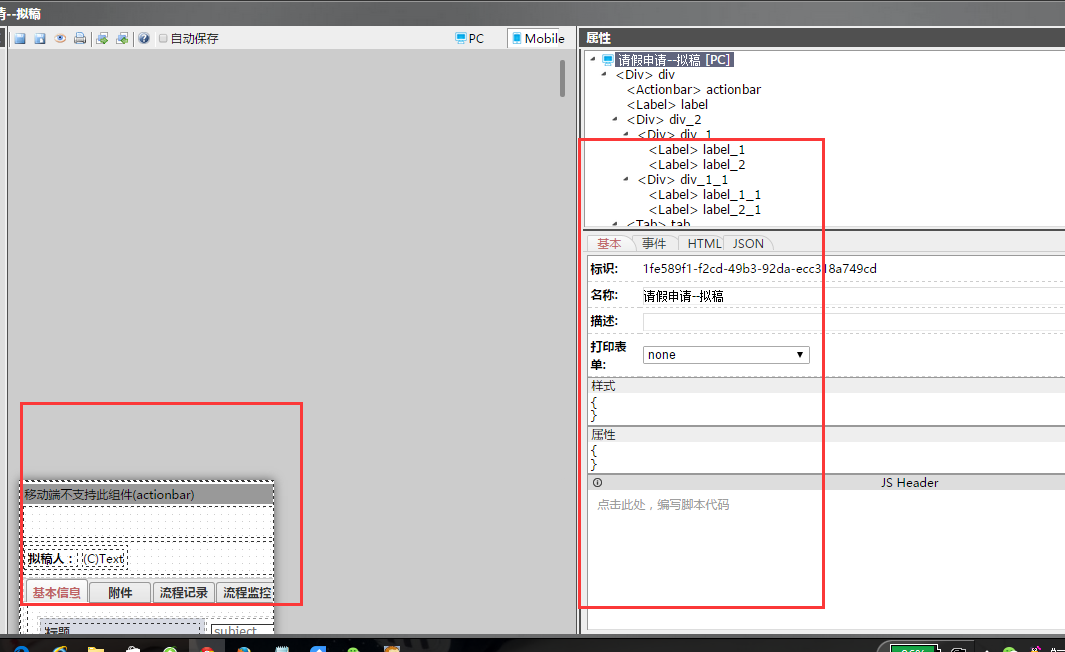 请--拟稿
自动保存
PC
Mobile
属性
请假申请--拟稿 [PC]
<Div> div
<Actionbar> actionbar
<Label> label
<Div> div_2
<Div> div_1
<Label> label_1
<Label> label_2
<Div> div_1_1
<Label> label_1_1
<Label> label_2_1
<Tab> tab
基本 事件 HTML JSON
标识: 1fe589f1-f2cd-49b3-92da-ecc318a749cd
名称: 请假申请--拟稿
描述:
打印表
单:
none
样式
{
}
属性
{
}
JS Header
点击此处，编写脚本代码
移动端不支持此组件(actionbar)
拟稿人： (C)Text
基本信息 附件 流程记录 流程监控
标题 subject
96%